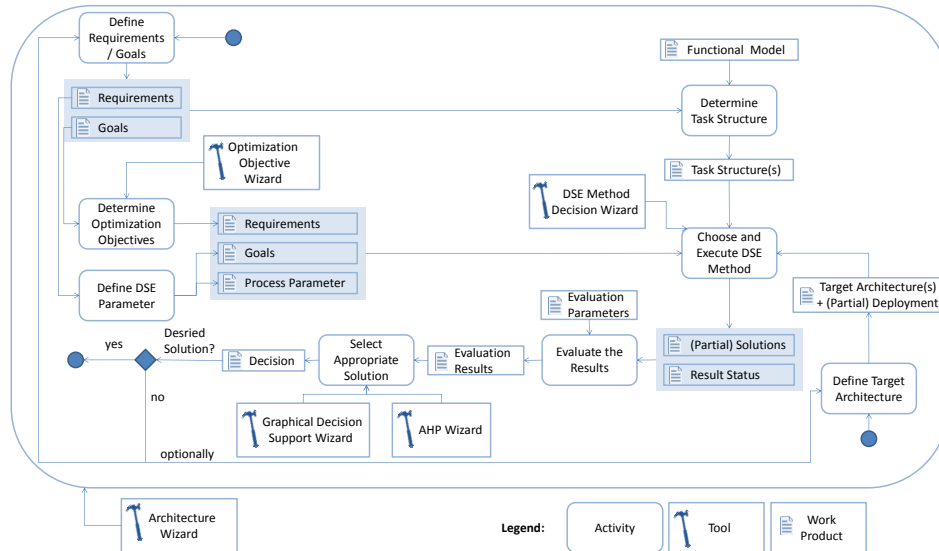 Define
Requirements
/ Goals
Functional Model
Requirements
Goals
Determine
Task Structure
Optimization
Objective
Wizard
Task Structure(s)
DSE Method
Decision Wizard
Determine
Optimization
Objectives
Requirements
Goals
Process Parameter
Choose and
Execute DSE
Method
Define DSE
Parameter
Target Architecture(s)
+ (Partial) Deployment
Evaluation
Parameters
Desried
Solution?
yes
Decision
Select
Appropriate
Solution
Evaluation
Results
Evaluate the
Results
(Partial) Solutions
Result Status
Define Target
Architecture
no
Graphical Decision
Support Wizard
AHP Wizard
optionally
Architecture
Wizard
Legend:
Activity
Tool
Work
Product